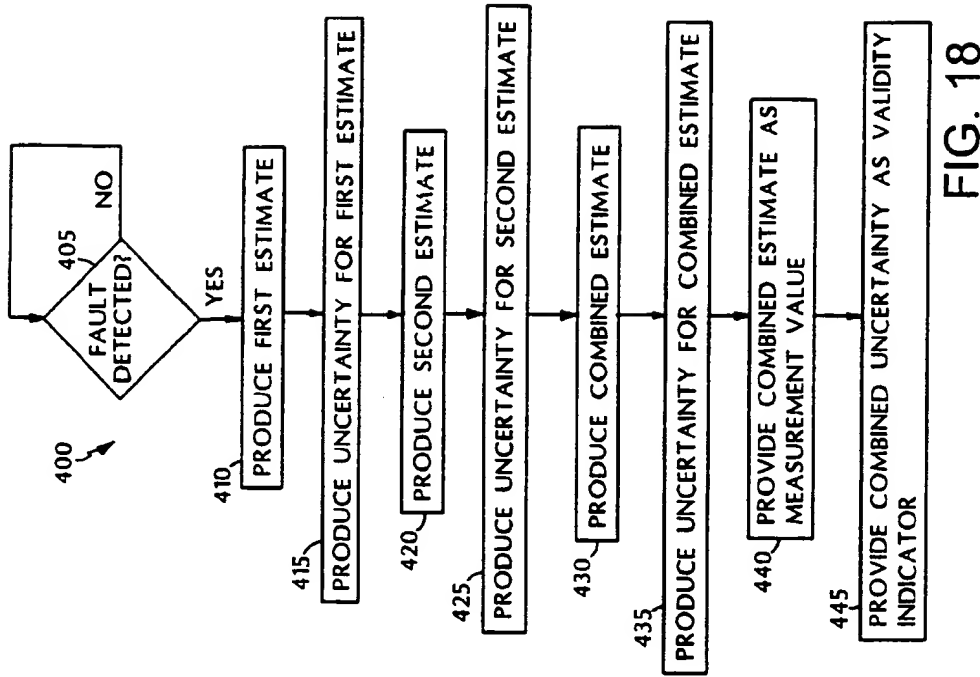 400
FAULT
DETECTED?
405
NO
YES
410
PRODUCE FIRST ESTIMATE
415
PRODUCE UNCERTAINTY FOR FIRST ESTIMATE
420
PRODUCE SECOND ESTIMATE
425
PRODUCE UNCERTAINTY FOR SECOND ESTIMATE
430
PRODUCE COMBINED ESTIMATE
435
PRODUCE UNCERTAINTY FOR COMBINED ESTIMATE
440
PROVIDE COMBINED ESTIMATE AS
MEASUREMENT VALUE
445
PROVIDE COMBINED UNCERTAINTY AS VALIDITY
INDICATOR
FIG. 18